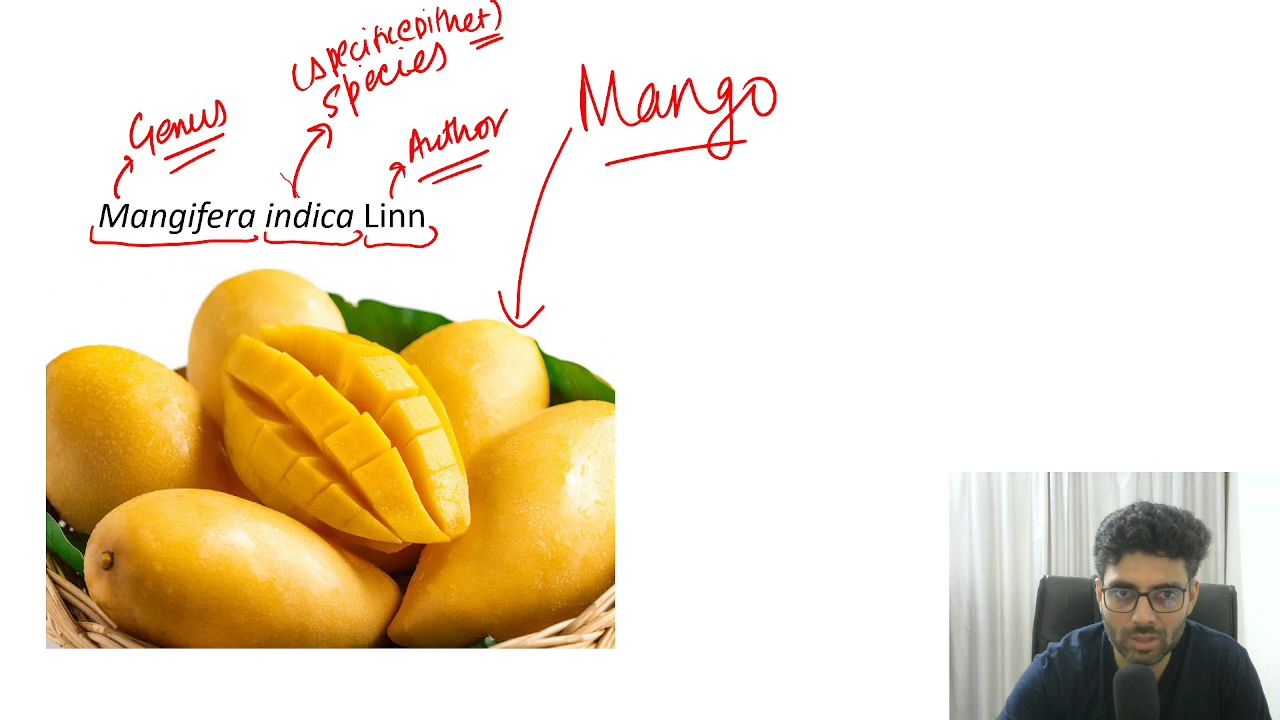 (specific epithet)
Species
Genus
Author
Mango
Mangifera indica Linn